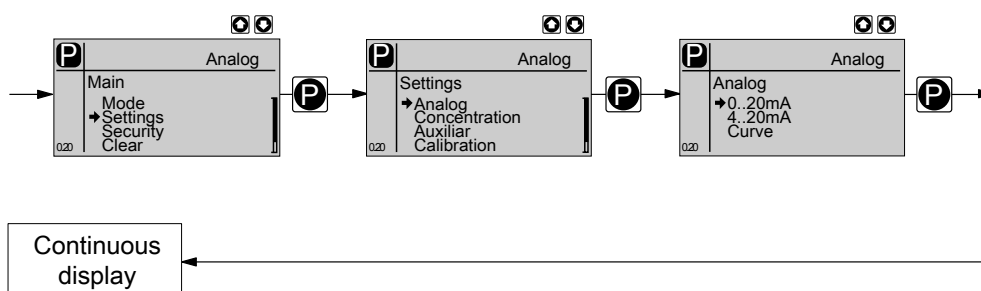 P
Analog
Main
Mode
Settings
Security
Clear
0.20
P
P
Analog
Settings
Analog
Concentration
Auxiliar
Calibration
0.20
P
P
Analog
Analog
0..20mA
4..20mA
Curve
0.20
P
Continuous
display